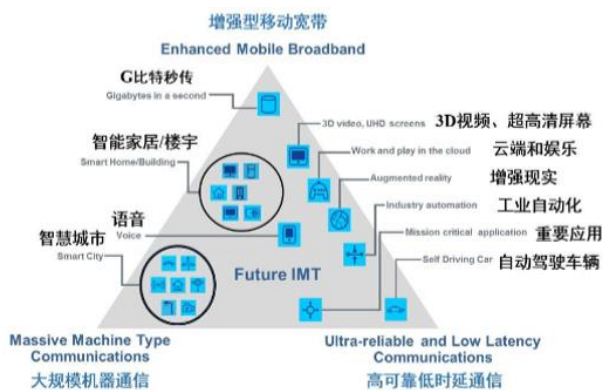 增强型移动宽带
Enhanced Mobile Broadband
G比特秒传
Gigabytes in a second
3D video, UHD screens 3D视频、超高清屏幕
智能家居/楼宇
Smart Home/Building
Work and play in the cloud 云端和娱乐
Augmented reality 增强现实
Industry automation 工业自动化
语音
Voice
Mission critical application 重要应用
智慧城市
Smart City
Self Driving Car 自动驾驶车辆
Future IMT
Massive Machine Type
Communications
大规模机器通信
Ultra-reliable and Low Latency
Communications
高可靠低时延通信